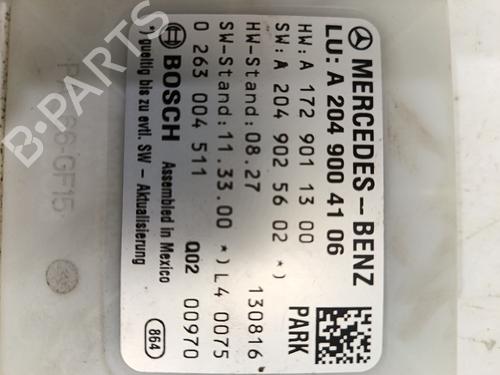 MERCEDES-BENZ
LU: A 204 900 41 06
HW: A 172 901 13 00
SW: A 204 902 56 02 *)
HW-Stand: 08.27 130816
SW-Stand: 11.33.00 *) L4 0075
0 263 004 511 Q02 00970
BOSCH Assembled in Mexico
*) gueltig bis zu evtl. SW - Aktualisierung
PARK
864
-GF15
B-PARTS